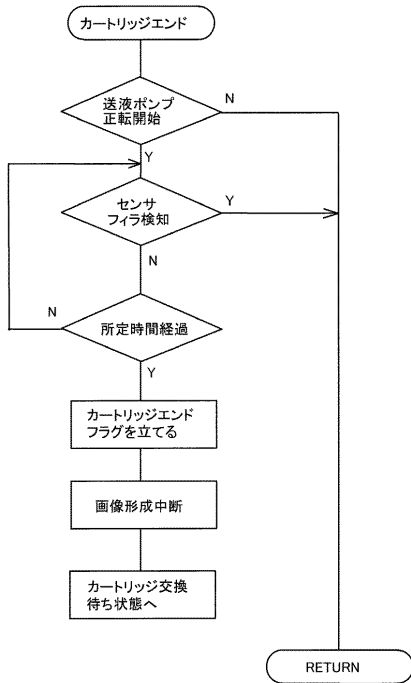 カートリッジエンド
送液ポンプ
正転開始
N
Y
センサ
フィラ検知
Y
N
N
所定時間経過
Y
カートリッジエンド
フラグを立てる
画像形成中断
カートリッジ交換
待ち状態へ
RETURN